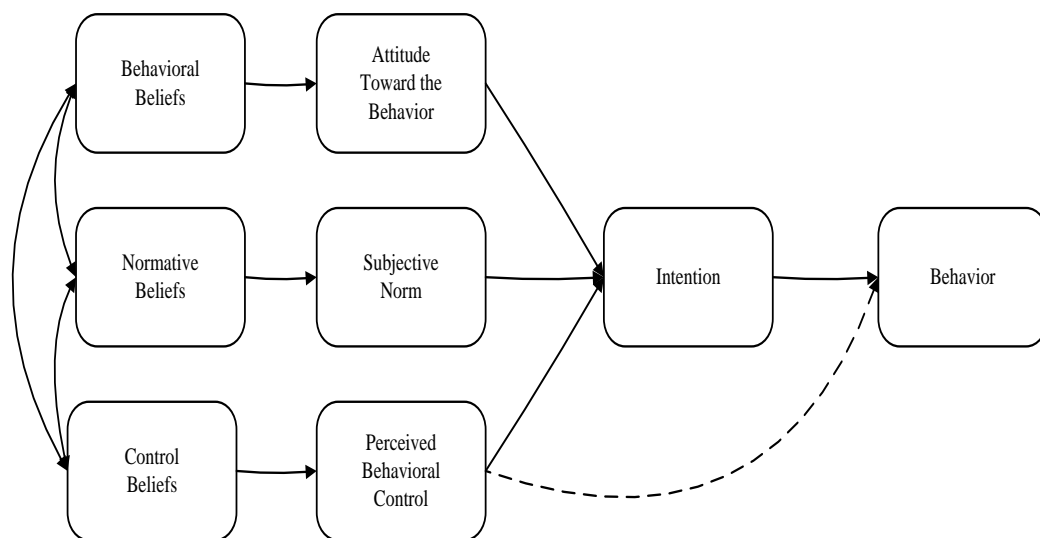 Behavioral
Beliefs
Attitude
Toward the
Behavior
Normative
Beliefs
Subjective
Norm
Intention
Behavior
Control
Beliefs
Perceived
Behavioral
Control